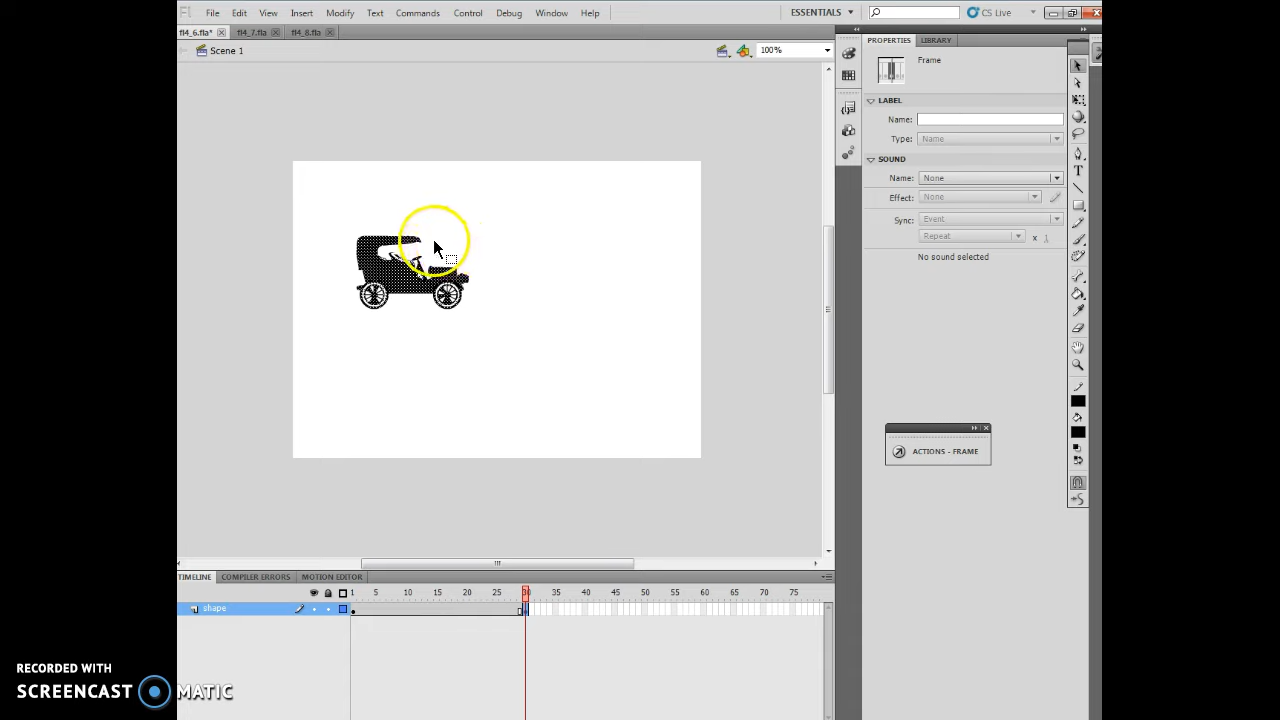 Fl File Edit View Insert Modify Text Commands Control Debug Window Help ESSENTIALS CS Live
fl4_6.fla* fl4_7.fla fl4_8.fla
Scene 1 100%
PROPERTIES LIBRARY
Frame
LABEL
Name:
Type: Name
SOUND
Name: None
Effect: None
Sync: Event
Repeat x 1
No sound selected
ACTIONS - FRAME
TIMELINE COMPILER ERRORS MOTION EDITOR
1 5 10 15 20 25 30 35 40 45 50 55 60 65 70 75
shape
RECORDED WITH
SCREENCAST MATIC